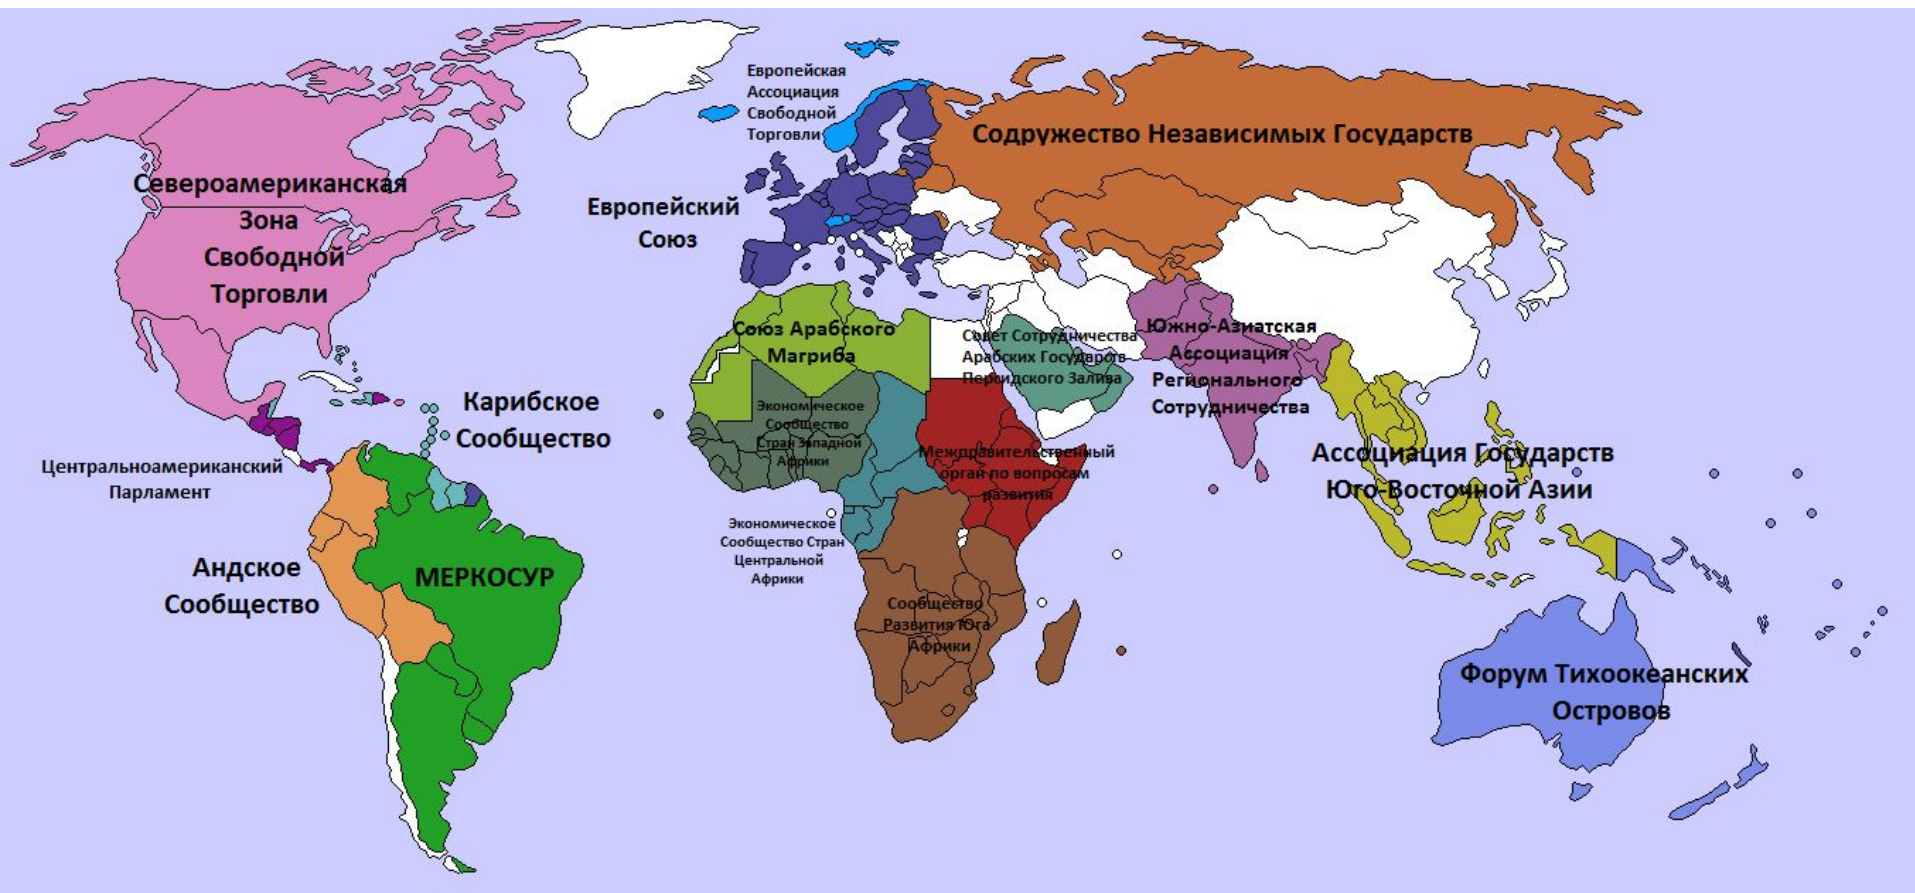 Европейская
Ассоциация
Свободной
Торговли
Содружество Независимых Государств
Североамериканская
Зона
Свободной
Торговли
Европейский
Союз
Союз Арабского
Магриба
Совет Сотрудничества
Арабских Государств
Персидского Залива
Южно-Азиатская
Ассоциация
Регионального
Сотрудничества
Карибское
Сообщество
Экономическое
Сообщество
Стран Западной
Африки
Центральноамериканский
Парламент
Межправительственный
орган по вопросам
развития
Ассоциация Государств
Юго-Восточной Азии
Экономическое
Сообщество Стран
Центральной
Африки
Андское
Сообщество
МЕРКОСУР
Сообщество
Развития Юга
Африки
Форум Тихоокеанских
Островов